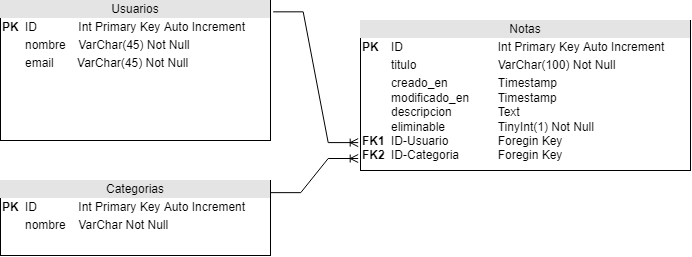 Usuarios
PK ID Int Primary Key Auto Increment
nombre VarChar(45) Not Null
email VarChar(45) Not Null
Notas
PK ID Int Primary Key Auto Increment
titulo VarChar(100) Not Null
creado_en Timestamp
modificado_en Timestamp
descripcion Text
eliminable TinyInt(1) Not Null
FK1 ID-Usuario Foregin Key
FK2 ID-Categoria Foregin Key
Categorias
PK ID Int Primary Key Auto Increment
nombre VarChar Not Null